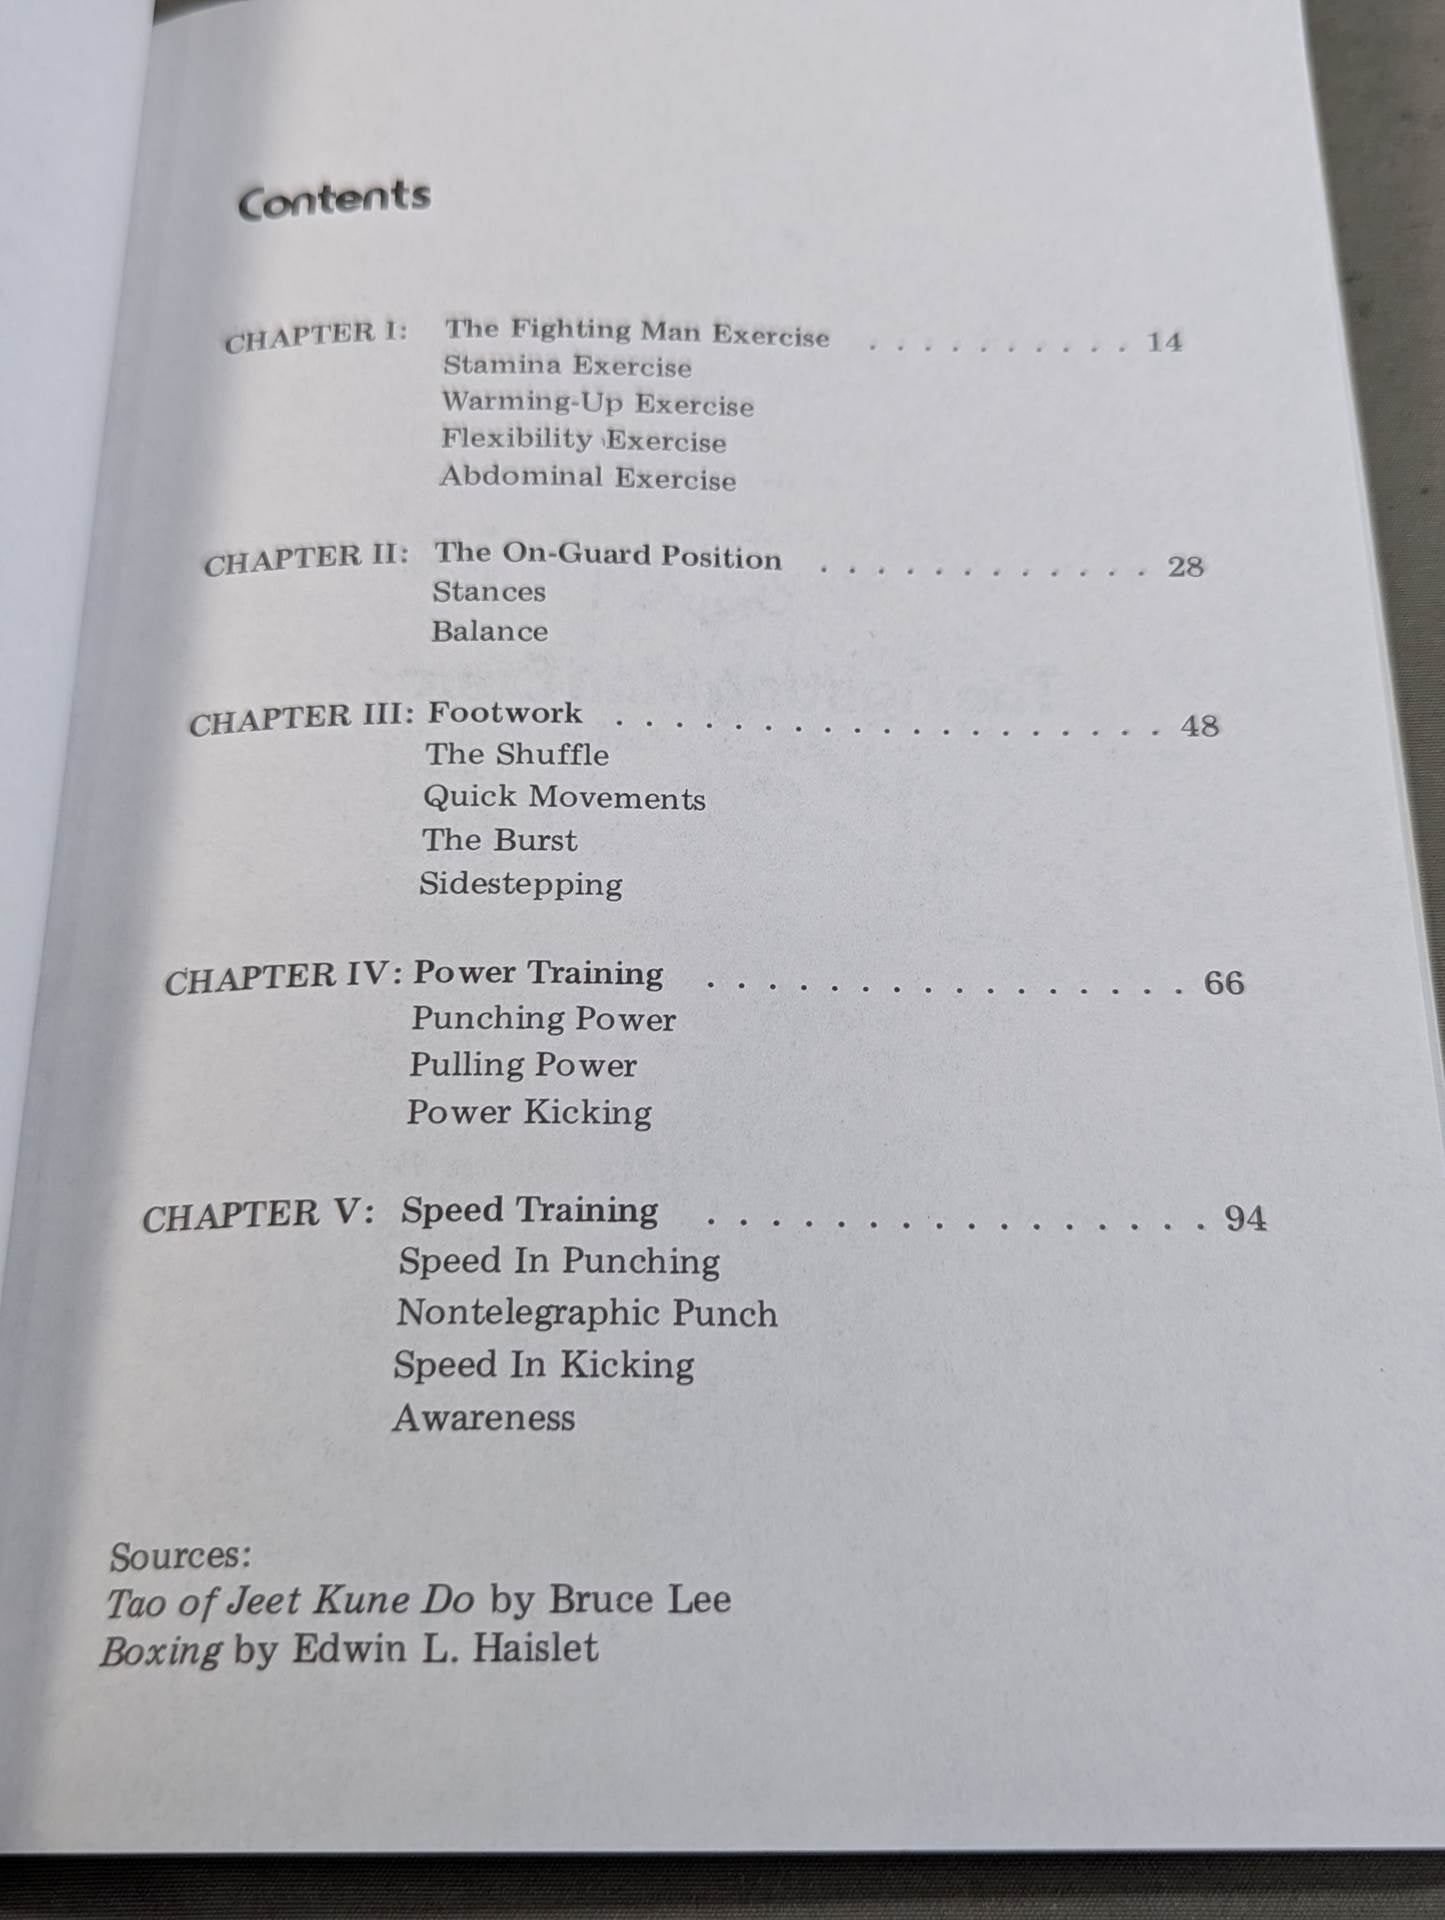 Contents
CHAPTER I: The Fighting Man Exercise . . . . . . . . . . 14
Stamina Exercise
Warming-Up Exercise
Flexibility Exercise
Abdominal Exercise
CHAPTER II: The On-Guard Position . . . . . . . . . . . . 28
Stances
Balance
CHAPTER III: Footwork . . . . . . . . . . . . . . . . . . . 48
The Shuffle
Quick Movements
The Burst
Sidestepping
CHAPTER IV: Power Training . . . . . . . . . . . . . . . . 66
Punching Power
Pulling Power
Power Kicking
CHAPTER V: Speed Training . . . . . . . . . . . . . . . . 94
Speed In Punching
Nontelegraphic Punch
Speed In Kicking
Awareness
Sources:
Tao of Jeet Kune Do by Bruce Lee
Boxing by Edwin L. Haislet